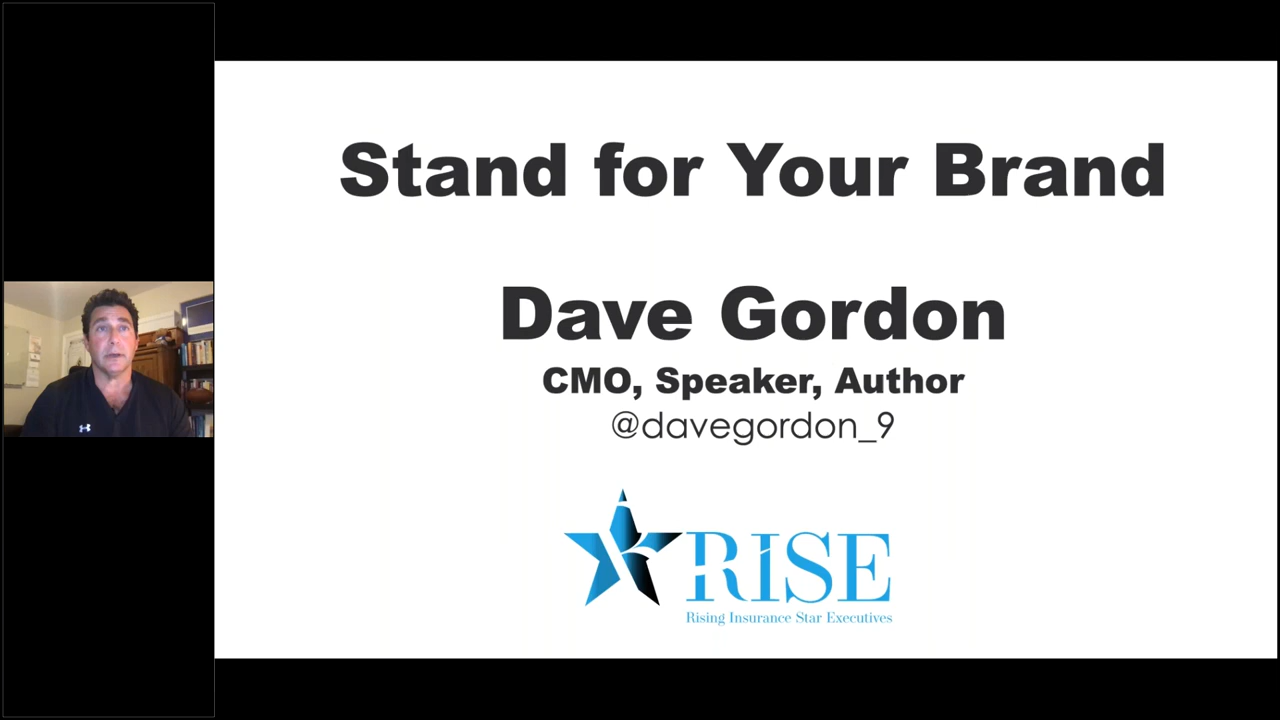 Stand for Your Brand
Dave Gordon
CMO, Speaker, Author
@davegordon_9
RISE
Rising Insurance Star Executives